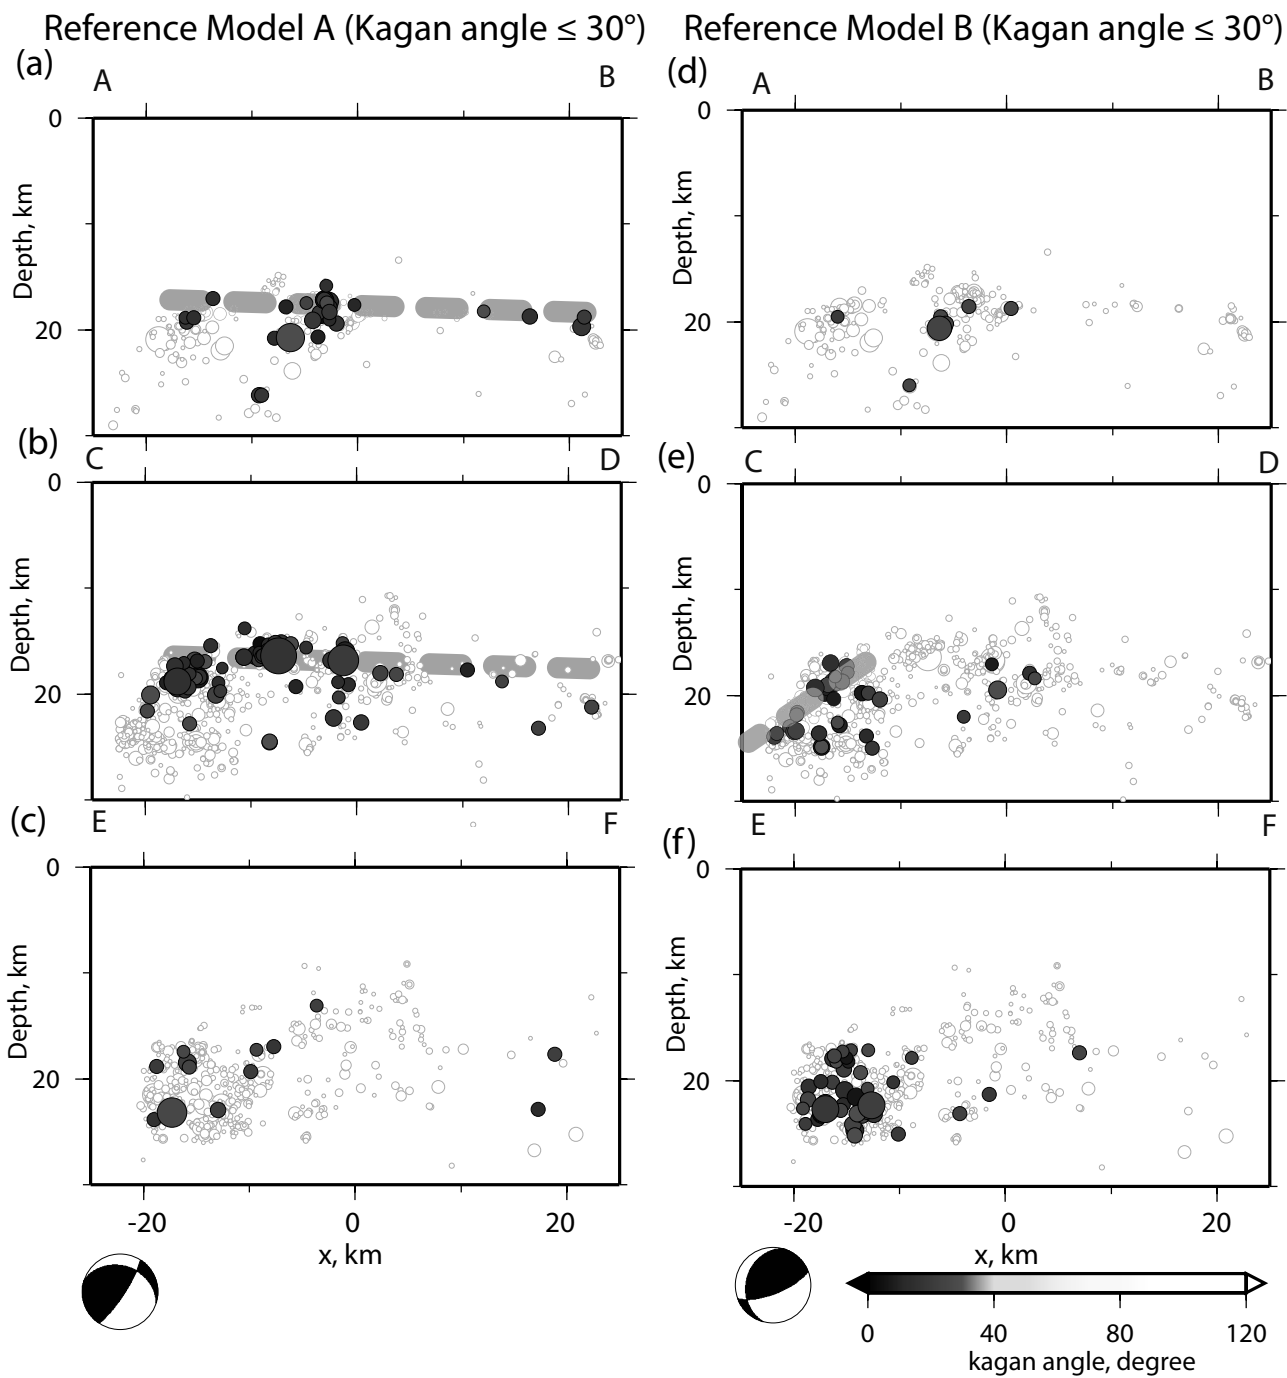 Reference Model A (Kagan angle ≤ 30°)
Reference Model B (Kagan angle ≤ 30°)
(a)
A
B
0
20
Depth, km
(d)
A
B
0
20
Depth, km
(b)
C
D
0
20
Depth, km
(e)
C
D
0
20
Depth, km
(c)
E
F
0
20
Depth, km
-20
0
20
x, km
(f)
E
F
0
20
Depth, km
-20
0
20
x, km
0
40
80
120
kagan angle, degree